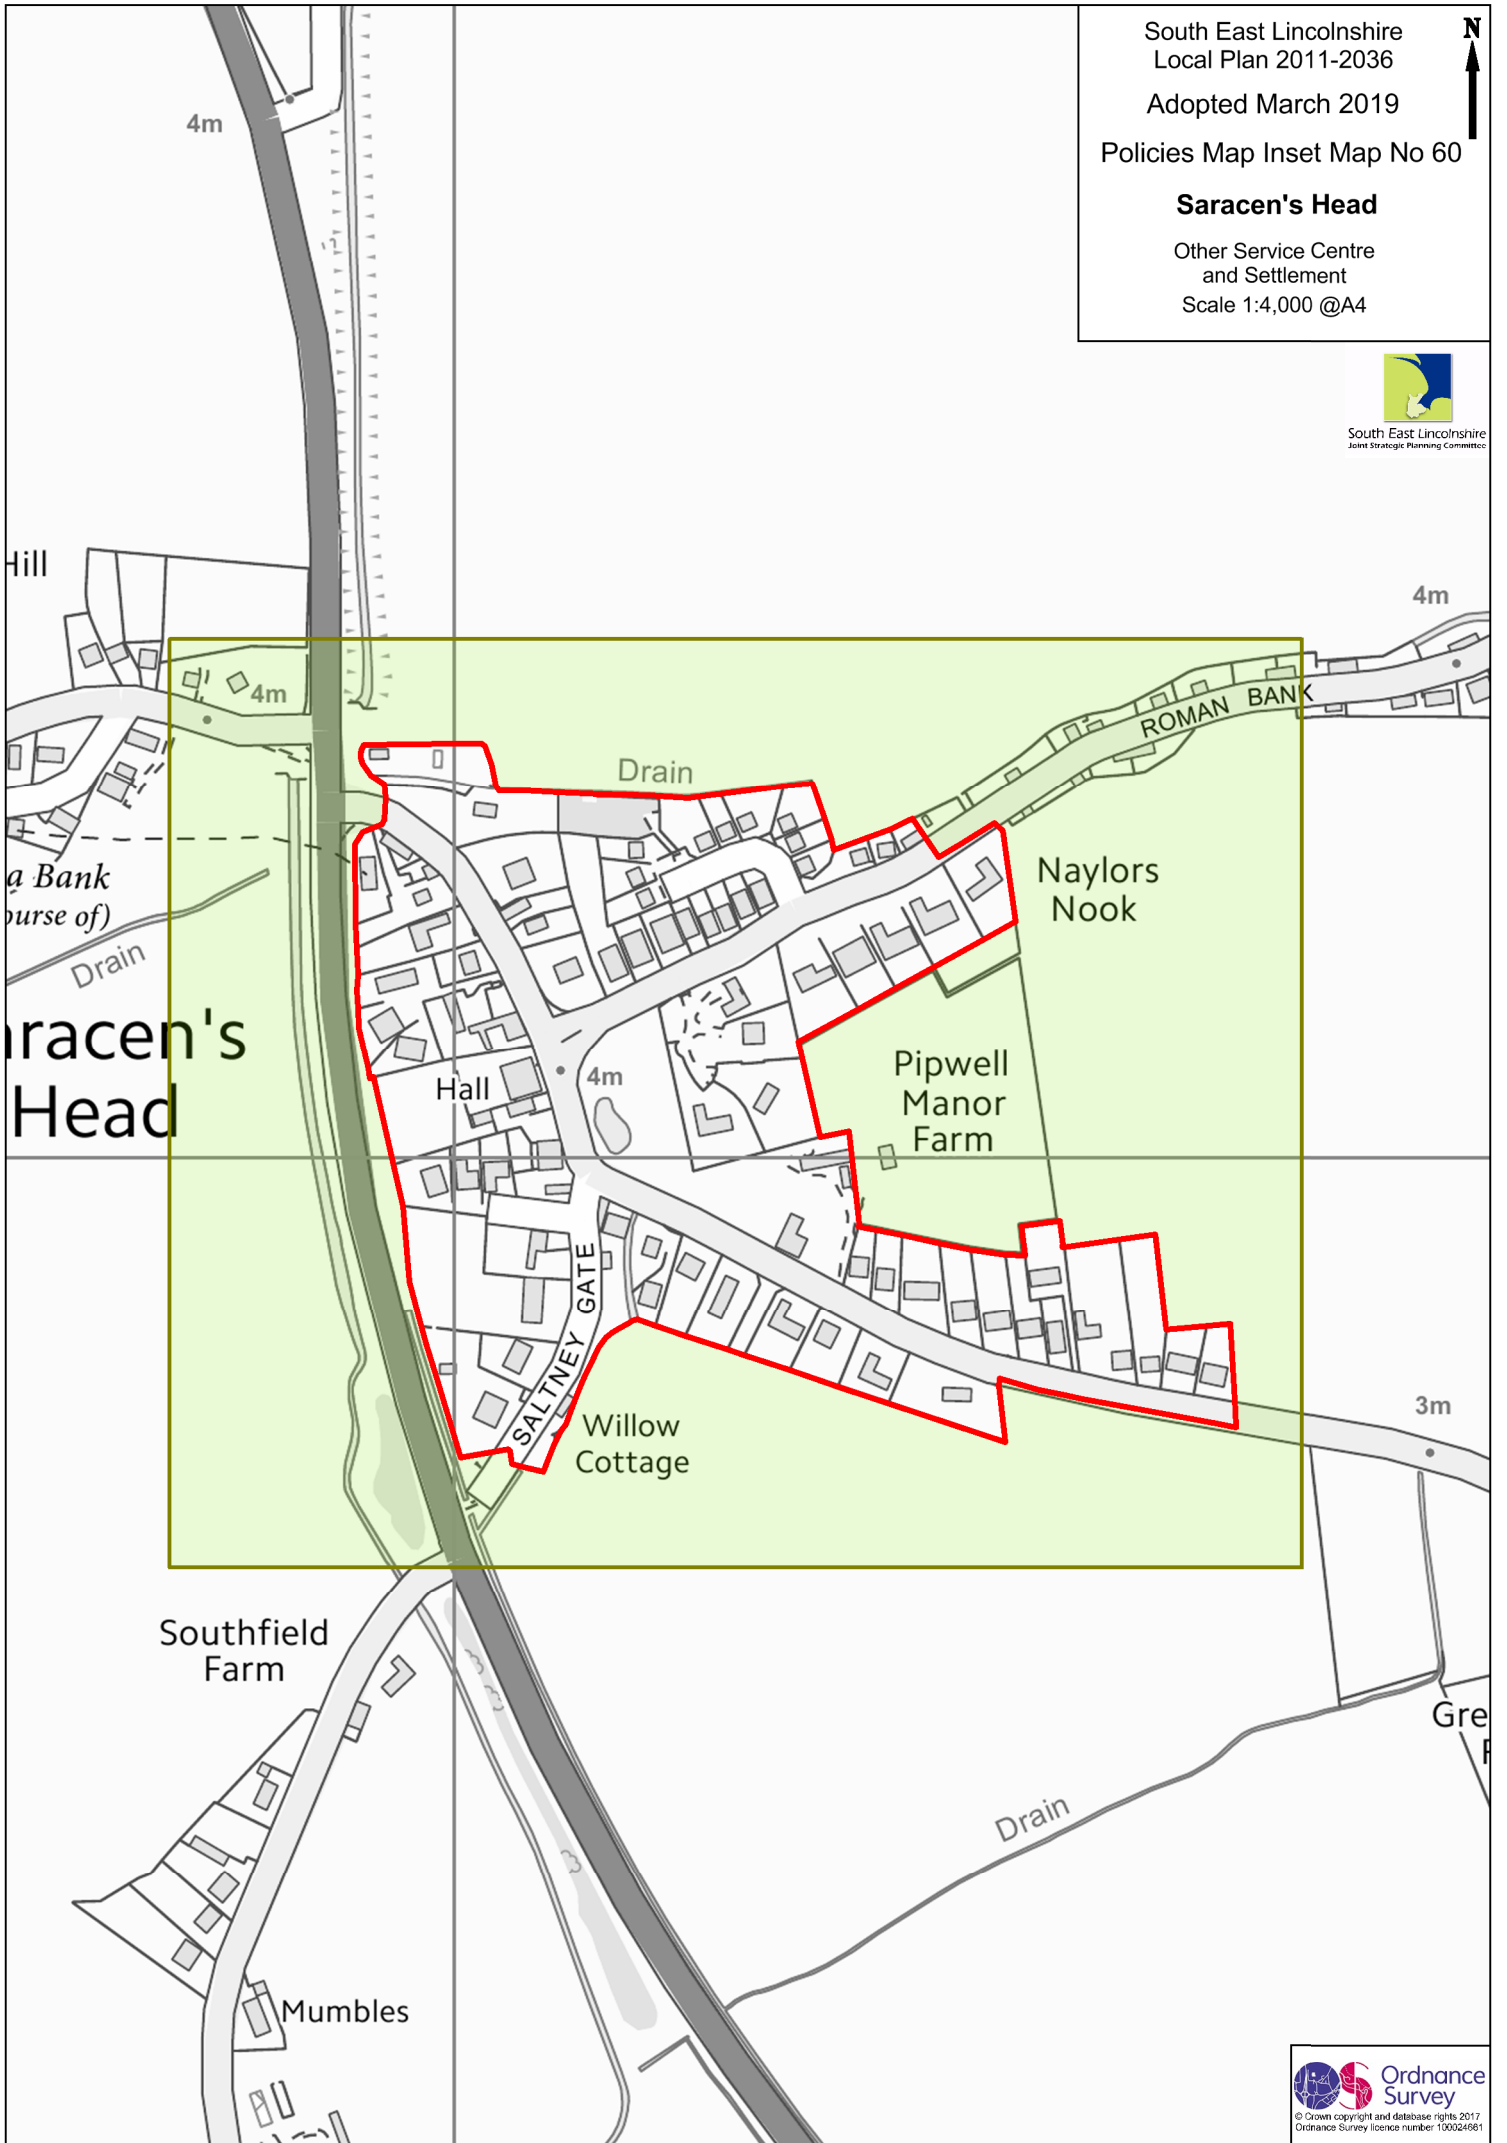 South East Lincolnshire
Local Plan 2011-2036
Adopted March 2019
Policies Map Inset Map No 60
Saracen's Head
Other Service Centre
and Settlement
Scale 1:4,000 @A4
N
South East Lincolnshire
Joint Strategic Planning Committee
4m
Hill
4m
4m
ROMAN BANK
Drain
a Bank
ourse of)
Drain
Naylors
Nook
aracen's
Head
Hall
4m
Pipwell
Manor
Farm
SALTNEY GATE
Willow
Cottage
3m
Southfield
Farm
Gre
Drain
Mumbles
Ordnance
Survey
© Crown copyright and database rights 2017
Ordnance Survey licence number 100024661